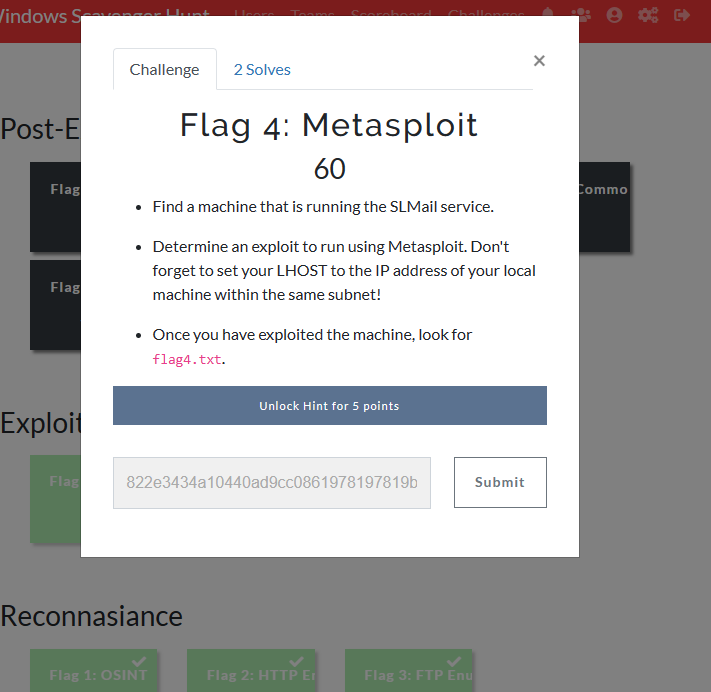 Windows Scavenger Hunt Users Teams Scoreboard Challenges
Challenge
2 Solves
×
Flag 4: Metasploit
60
Post-E
Flag
Commo
Find a machine that is running the SLMail service.
Determine an exploit to run using Metasploit. Don't
forget to set your LHOST to the IP address of your local
machine within the same subnet!
Flag
Once you have exploited the machine, look for
flag4.txt.
Unlock Hint for 5 points
Exploit
Flag
822e3434a10440ad9cc0861978197819b
Submit
Reconnasiance
Flag 1: OSINT
Flag 2: HTTP En
Flag 3: FTP Enu